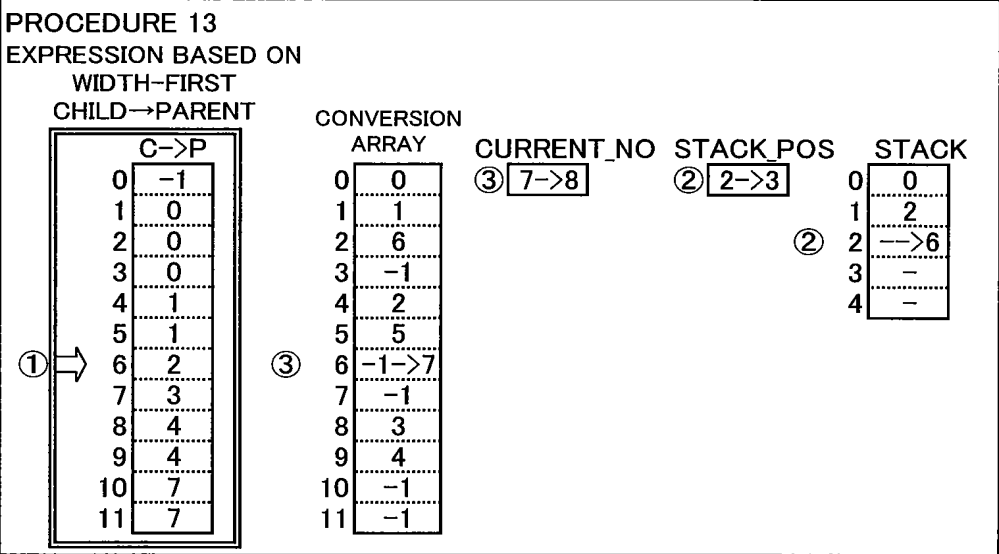 PROCEDURE 13
EXPRESSION BASED ON
WIDTH-FIRST
CHILD→PARENT
CONVERSION
ARRAY CURRENT_NO STACK_POS STACK
C->P
③ 7->8 ② 2->3
0 -1 0 0 0 0
1 0 1 1 1 2
2 0 2 6 ② 2 -->6
3 0 3 -1 3 -
4 1 4 2 4 -
5 1 5 5
① ⇨ 6 2 ③ 6 -1->7
7 3 7 -1
8 4 8 3
9 4 9 4
10 7 10 -1
11 7 11 -1